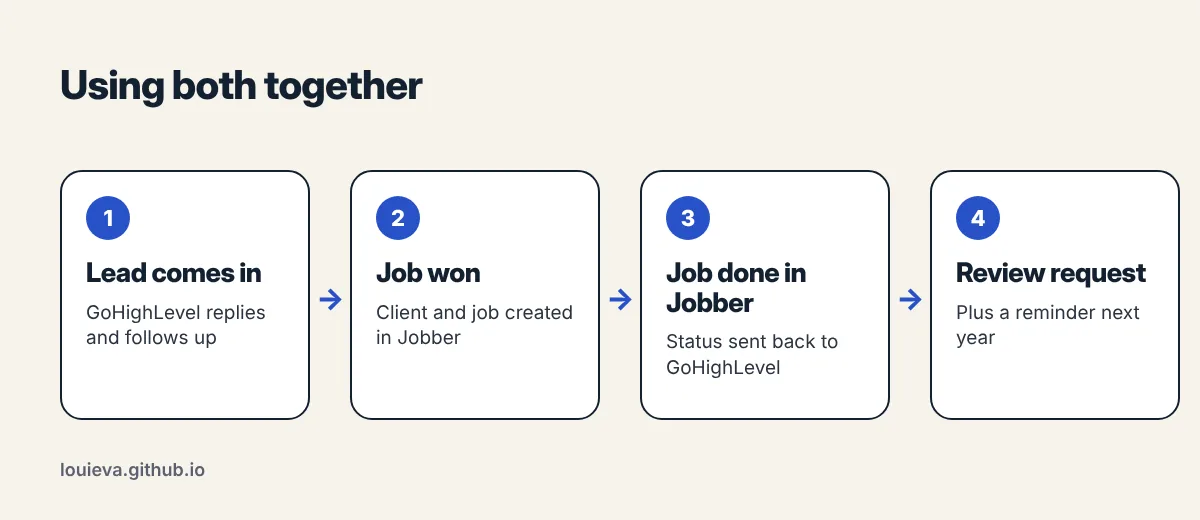 Using both together
1
Lead comes in
GoHighLevel replies
and follows up
2
Job won
Client and job created
in Jobber
3
Job done in
Jobber
Status sent back to
GoHighLevel
4
Review request
Plus a reminder next
year
louieva.github.io